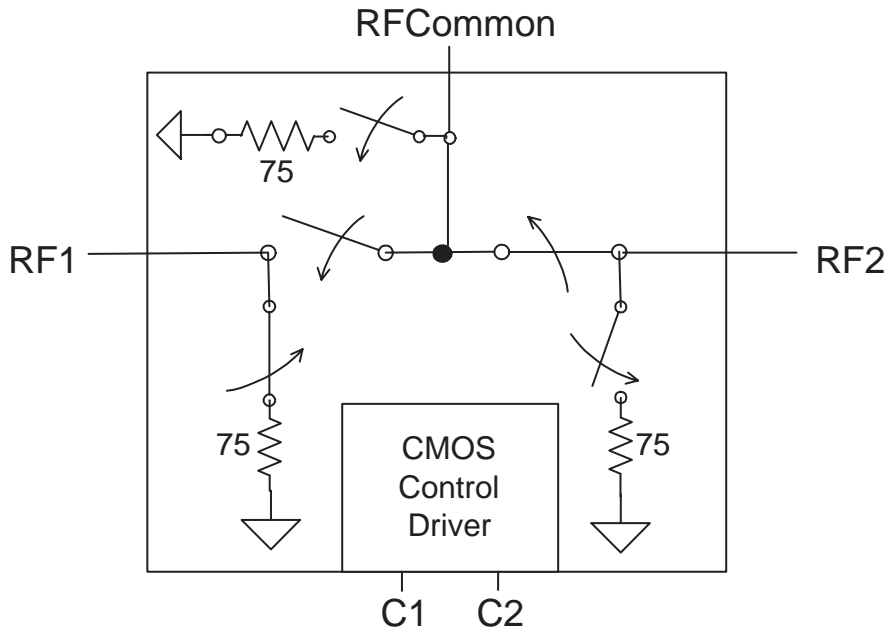 RFCommon
75
RF1
RF2
75
CMOS
Control
Driver
75
C1
C2